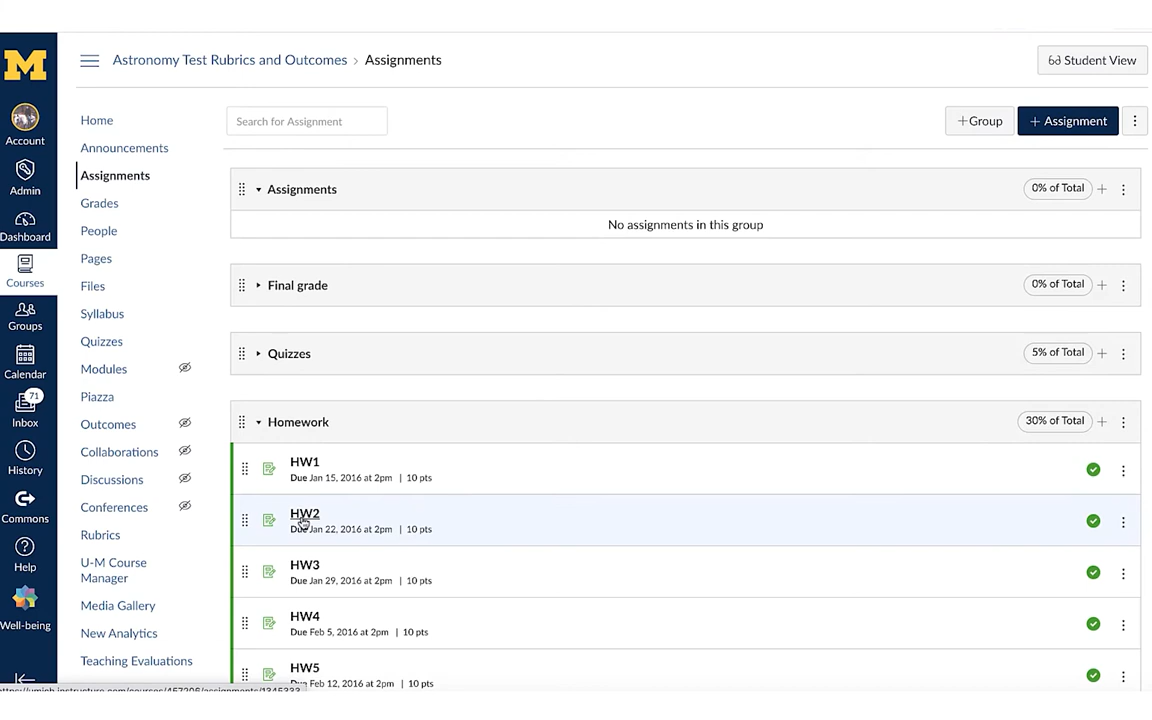 M
Astronomy Test Rubrics and Outcomes › Assignments
Student View
Account
Admin
Dashboard
Courses
Groups
Calendar
71
Inbox
History
Commons
Help
Well-being
Home
Announcements
Assignments
Grades
People
Pages
Files
Syllabus
Quizzes
Modules
Piazza
Outcomes
Collaborations
Discussions
Conferences
Rubrics
U-M Course
Manager
Media Gallery
New Analytics
Teaching Evaluations
Search for Assignment
+Group
+ Assignment
Assignments
0% of Total
No assignments in this group
Final grade
0% of Total
Quizzes
5% of Total
Homework
30% of Total
HW1
Due Jan 15, 2016 at 2pm | 10 pts
HW2
Due Jan 22, 2016 at 2pm | 10 pts
HW3
Due Jan 29, 2016 at 2pm | 10 pts
HW4
Due Feb 5, 2016 at 2pm | 10 pts
HW5
Due Feb 12, 2016 at 2pm | 10 pts